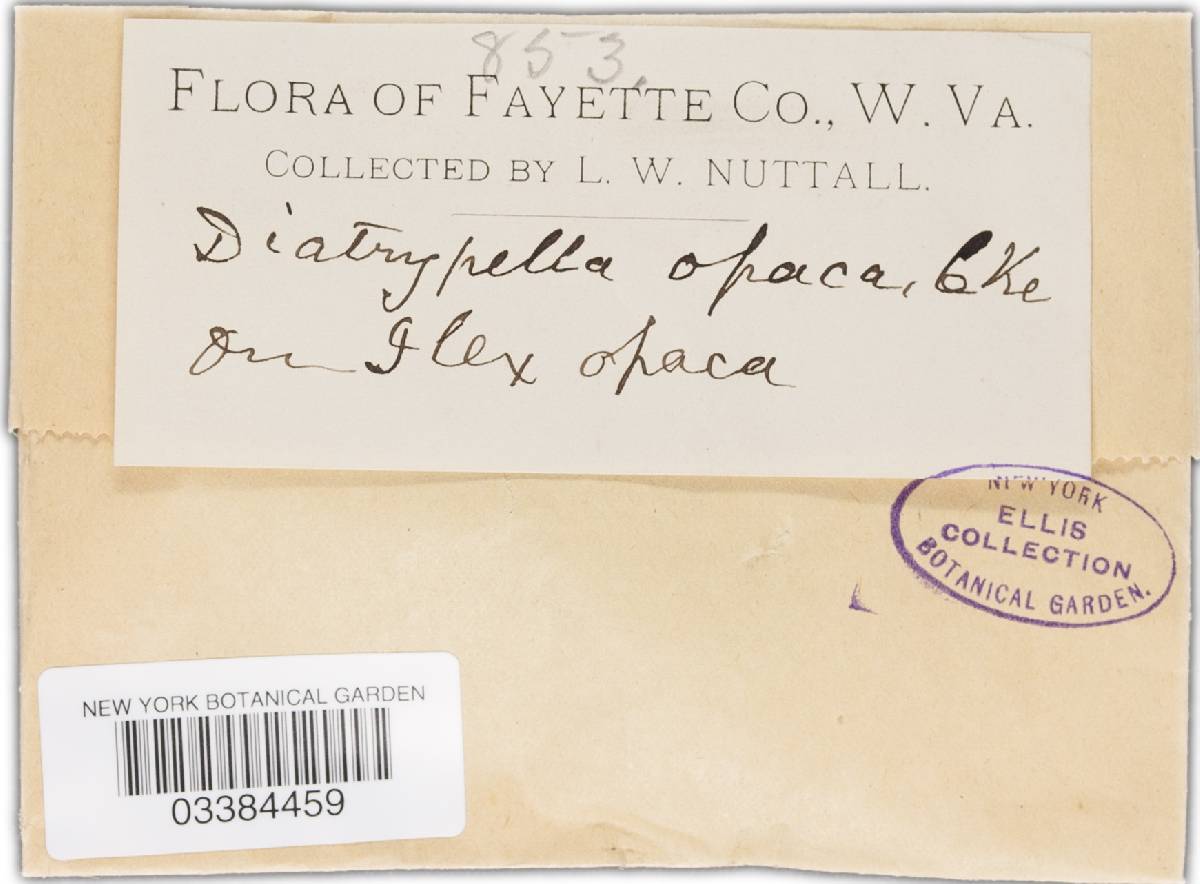 853.
FLORA OF FAYETTE CO., W. VA.
COLLECTED BY L. W. NUTTALL.
Diatrypella opaca, CKe
on Ilex opaca
NEW YORK
ELLIS
COLLECTION
BOTANICAL GARDEN.
NEW YORK BOTANICAL GARDEN
03384459